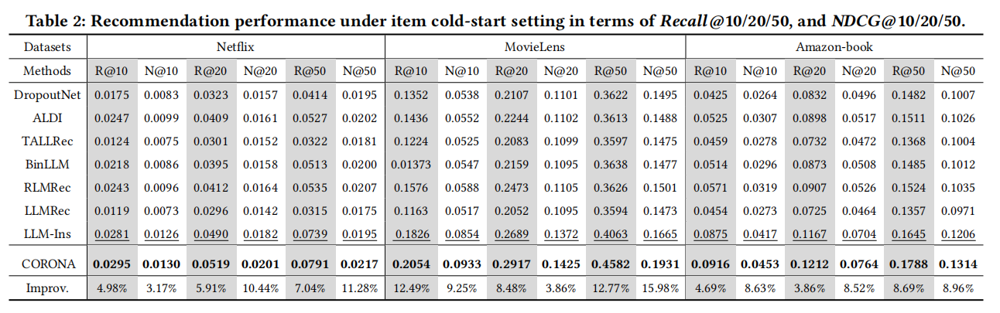 Table 2: Recommendation performance under item cold-start setting in terms of Recall@10/20/50, and NDCG@10/20/50.
Datasets Netflix MovieLens Amazon-book
Methods R@10 N@10 R@20 N@20 R@50 N@50 R@10 N@10 R@20 N@20 R@50 N@50 R@10 N@10 R@20 N@20 R@50 N@50
DropoutNet 0.0175 0.0083 0.0323 0.0157 0.0414 0.0195 0.1352 0.0538 0.2107 0.1101 0.3622 0.1495 0.0425 0.0264 0.0832 0.0496 0.1482 0.1007
ALDI 0.0247 0.0099 0.0409 0.0161 0.0527 0.0202 0.1436 0.0552 0.2244 0.1102 0.3613 0.1488 0.0525 0.0307 0.0898 0.0517 0.1511 0.1026
TALLRec 0.0124 0.0075 0.0301 0.0152 0.0322 0.0181 0.1224 0.0525 0.2083 0.1099 0.3597 0.1475 0.0459 0.0278 0.0732 0.0472 0.1368 0.1004
BinLLM 0.0218 0.0086 0.0395 0.0158 0.0513 0.0200 0.01373 0.0547 0.2159 0.1095 0.3638 0.1477 0.0514 0.0296 0.0873 0.0508 0.1485 0.1012
RLMRec 0.0243 0.0096 0.0412 0.0164 0.0535 0.0207 0.1576 0.0588 0.2473 0.1105 0.3626 0.1501 0.0571 0.0319 0.0907 0.0526 0.1524 0.1035
LLMRec 0.0119 0.0073 0.0296 0.0142 0.0315 0.0175 0.1163 0.0517 0.2052 0.1095 0.3594 0.1473 0.0454 0.0273 0.0725 0.0464 0.1357 0.0971
LLM-Ins 0.0281 0.0126 0.0490 0.0182 0.0739 0.0195 0.1826 0.0854 0.2689 0.1372 0.4063 0.1665 0.0875 0.0417 0.1167 0.0704 0.1645 0.1206
CORONA 0.0295 0.0130 0.0519 0.0201 0.0791 0.0217 0.2054 0.0933 0.2917 0.1425 0.4582 0.1931 0.0916 0.0453 0.1212 0.0764 0.1788 0.1314
Improv. 4.98% 3.17% 5.91% 10.44% 7.04% 11.28% 12.49% 9.25% 8.48% 3.86% 12.77% 15.98% 4.69% 8.63% 3.86% 8.52% 8.69% 8.96%